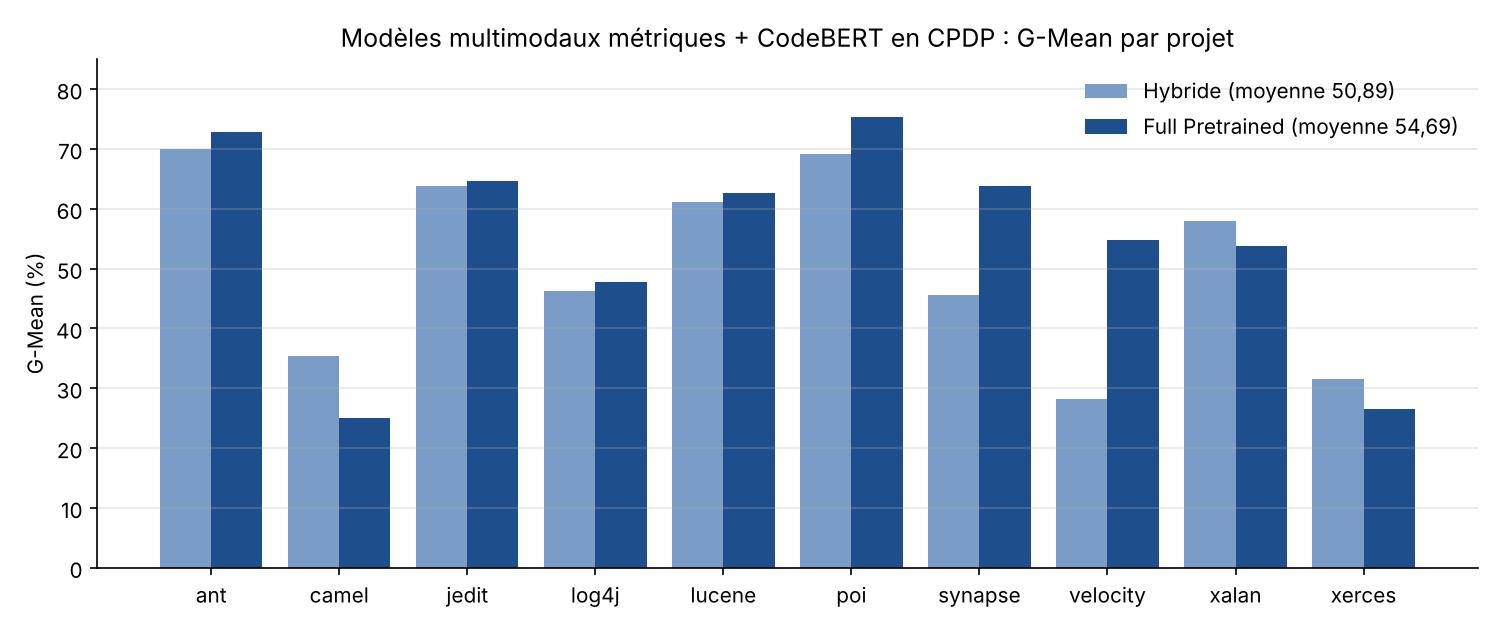 Modèles multimodaux métriques + CodeBERT en CPDP : G-Mean par projet
Hybride (moyenne 50,89)
Full Pretrained (moyenne 54,69)
G-Mean (%)
80
70
60
50
40
30
20
10
0
ant camel jedit log4j lucene poi synapse velocity xalan xerces